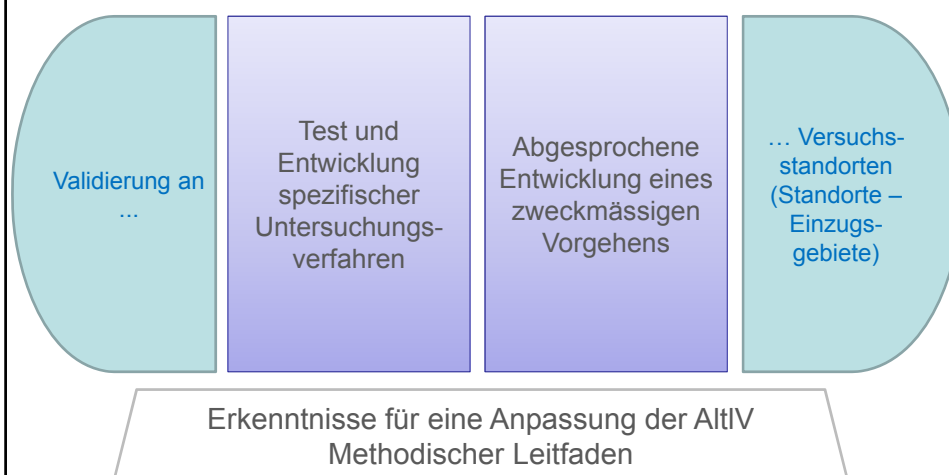 Validierung an
...
Test und
Entwicklung
spezifischer
Untersuchungs-
verfahren
Abgesprochene
Entwicklung eines
zweckmässigen
Vorgehens
... Versuchs-
standorten
(Standorte –
Einzugs-
gebiete)
Erkenntnisse für eine Anpassung der AltlV
Methodischer Leitfaden